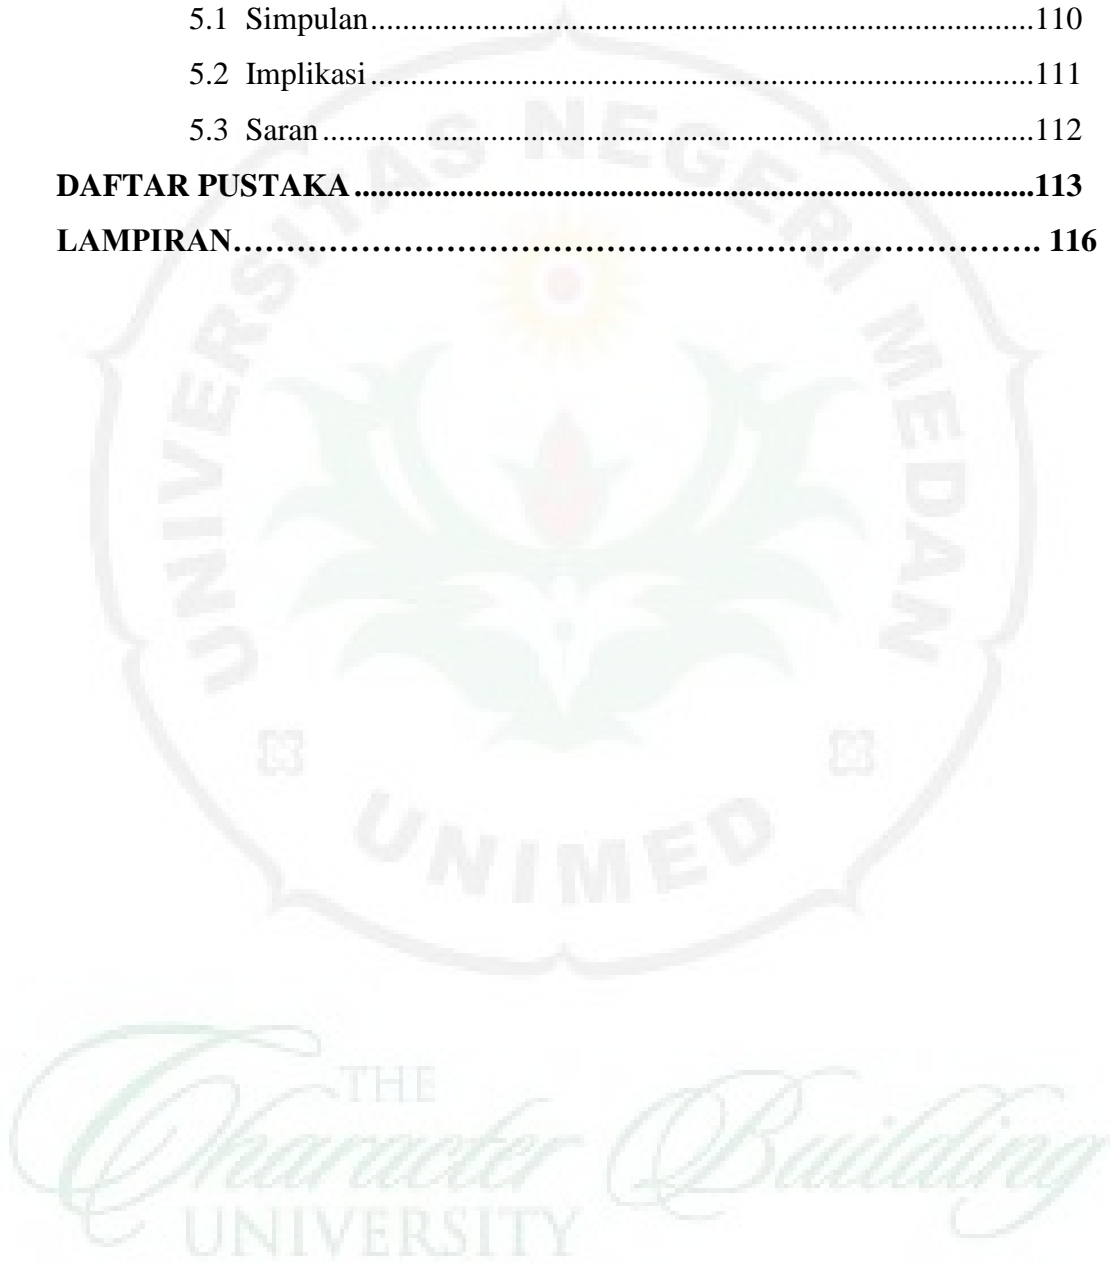 5.1 Simpulan....................................................................................................110
5.2 Implikasi....................................................................................................111
5.3 Saran....................................................................................................112
DAFTAR PUSTAKA....................................................................................................113
LAMPIRAN…………………………………………………………………. 116
UNIVERSITAS NEGERI MEDAN
UNIMED
THE
Character Building
UNIVERSITY